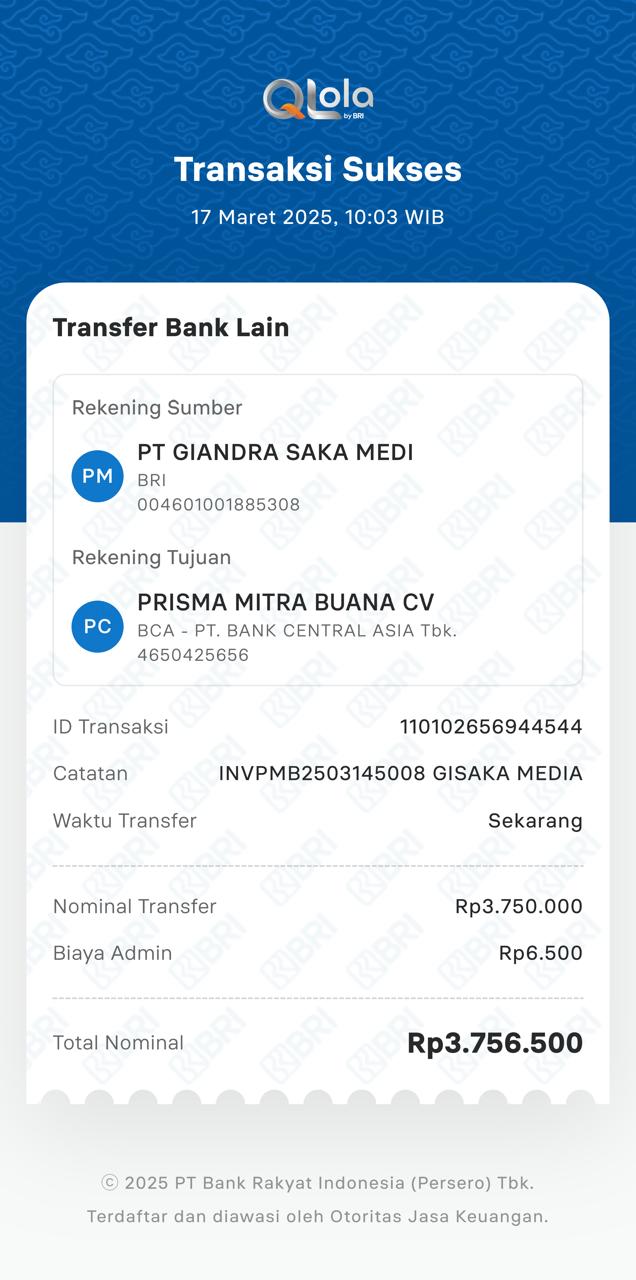 QLola
by BRI
Transaksi Sukses
17 Maret 2025, 10:03 WIB
Transfer Bank Lain
Rekening Sumber
PM
PT GIANDRA SAKA MEDI
BRI
004601001885308
Rekening Tujuan
PC
PRISMA MITRA BUANA CV
BCA - PT. BANK CENTRAL ASIA Tbk.
4650425656
ID Transaksi 110102656944544
Catatan INVPMB2503145008 GISAKA MEDIA
Waktu Transfer Sekarang
Nominal Transfer Rp3.750.000
Biaya Admin Rp6.500
Total Nominal Rp3.756.500
© 2025 PT Bank Rakyat Indonesia (Persero) Tbk.
Terdaftar dan diawasi oleh Otoritas Jasa Keuangan.